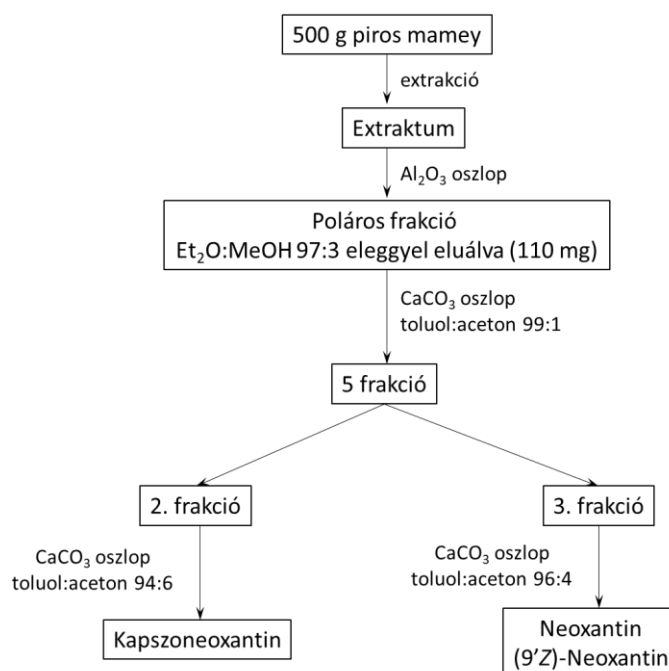 500 g piros mamey
extrakció
Extraktum
Al₂O₃ oszlop
Poláros frakció
Et₂O:MeOH 97:3 eleggyel eluálva (110 mg)
CaCO₃ oszlop
toluol:aceton 99:1
5 frakció
2. frakció
3. frakció
CaCO₃ oszlop
toluol:aceton 94:6
CaCO₃ oszlop
toluol:aceton 96:4
Kapszoneoxantin
Neoxantin
(9’Z)-Neoxantin